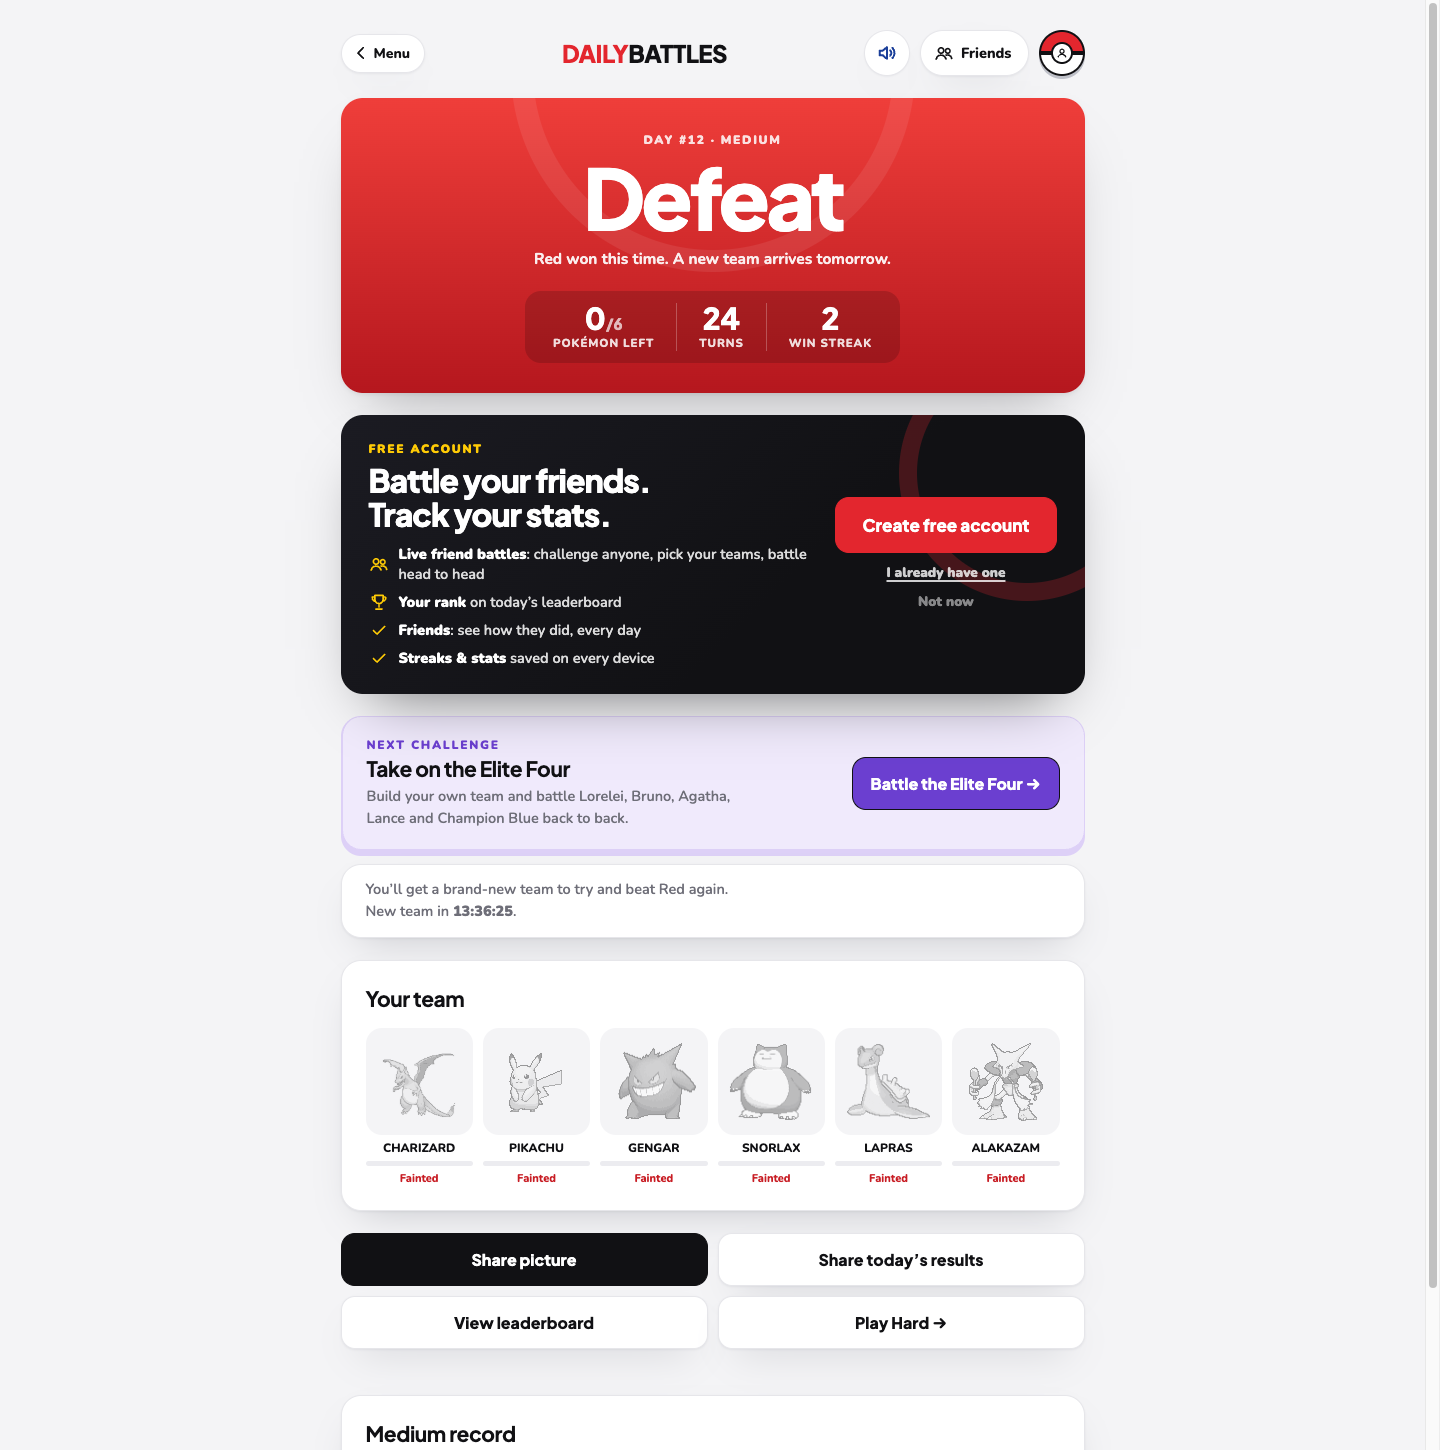 Menu
DAILYBATTLES
Friends
DAY #12 · MEDIUM
Defeat
Red won this time. A new team arrives tomorrow.
0/6
POKÉMON LEFT
24
TURNS
2
WIN STREAK
FREE ACCOUNT
Battle your friends.
Track your stats.
Live friend battles: challenge anyone, pick your teams, battle
head to head
Your rank on today’s leaderboard
Friends: see how they did, every day
Streaks & stats saved on every device
Create free account
I already have one
Not now
NEXT CHALLENGE
Take on the Elite Four
Build your own team and battle Lorelei, Bruno, Agatha,
Lance and Champion Blue back to back.
Battle the Elite Four →
You’ll get a brand-new team to try and beat Red again.
New team in 13:36:25.
Your team
CHARIZARD
Fainted
PIKACHU
Fainted
GENGAR
Fainted
SNORLAX
Fainted
LAPRAS
Fainted
ALAKAZAM
Fainted
Share picture
Share today’s results
View leaderboard
Play Hard →
Medium record